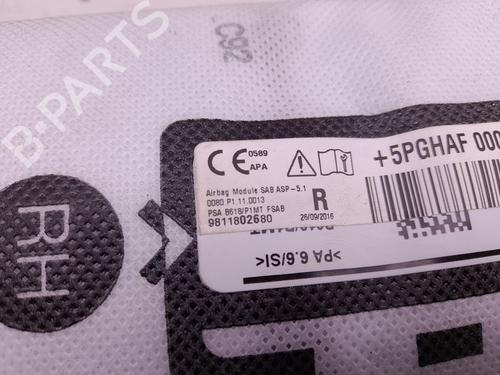 B-PARTS
C92
CE 0589
APA
+5PGHAF 000
Airbag Module SAB ASP-5.1
0080.P1.11.0013
PSA B618/P1MT FSAB
9811802680
R
26/09/2016
>PA 6.6/SI<
RH